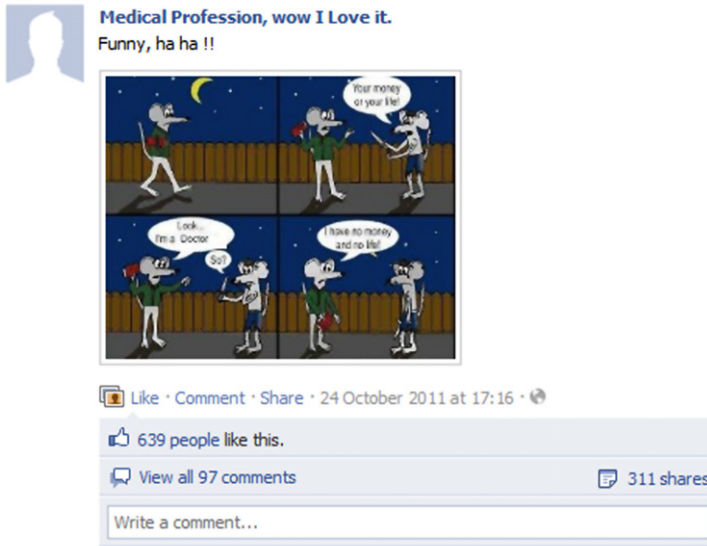 Medical Profession, wow I Love it.
Funny, ha ha !!
Your money
or your life!
Look...
I'm a Doctor
So?
I have no money
and no life!
Like · Comment · Share · 24 October 2011 at 17:16 ·
639 people like this.
View all 97 comments
311 shares
Write a comment...